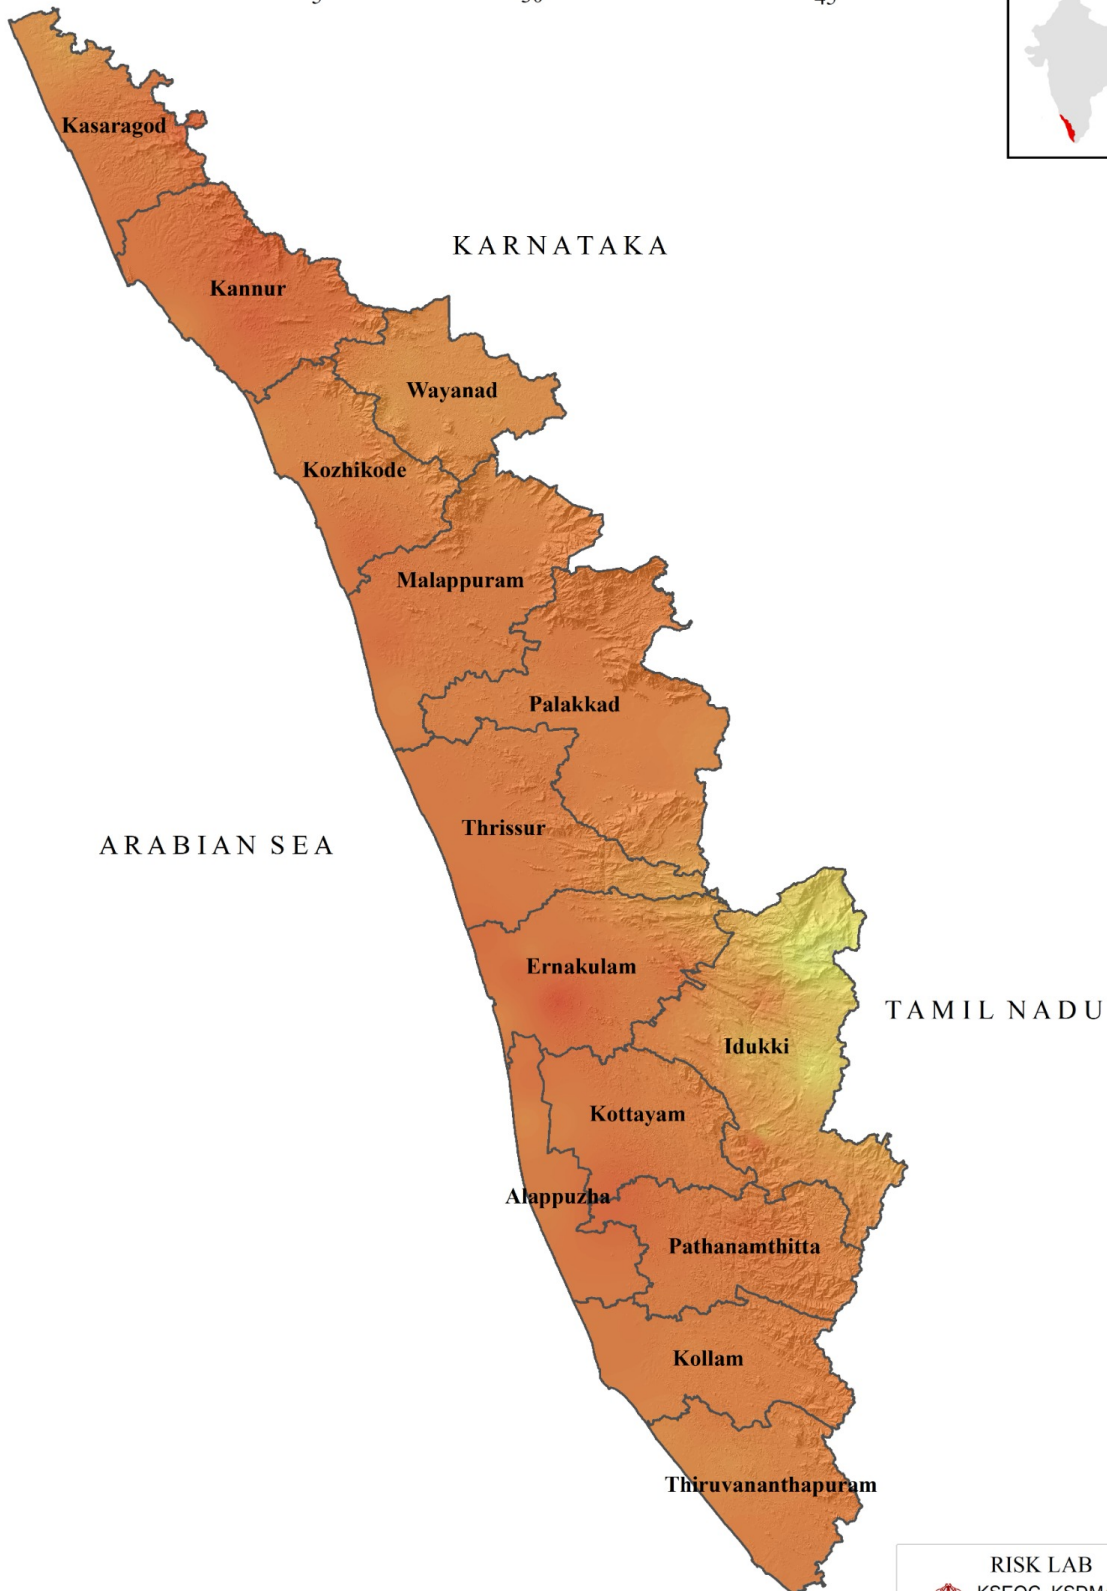 Kasaragod
KARNATAKA
Kannur
Wayanad
Kozhikode
Malappuram
Palakkad
Thrissur
ARABIAN SEA
Ernakulam
TAMIL NADU
Idukki
Kottayam
Alappuzha
Pathanamthitta
Kollam
Thiruvananthapuram
RISK LAB